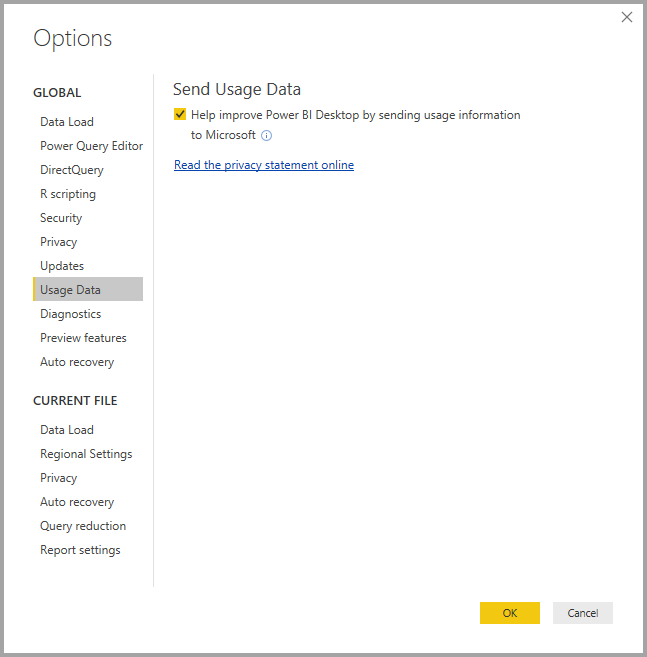 Options
GLOBAL
Data Load
Power Query Editor
DirectQuery
R scripting
Security
Privacy
Updates
Usage Data
Diagnostics
Preview features
Auto recovery
CURRENT FILE
Data Load
Regional Settings
Privacy
Auto recovery
Query reduction
Report settings
Send Usage Data
Help improve Power BI Desktop by sending usage information
to Microsoft
Read the privacy statement online
OK
Cancel